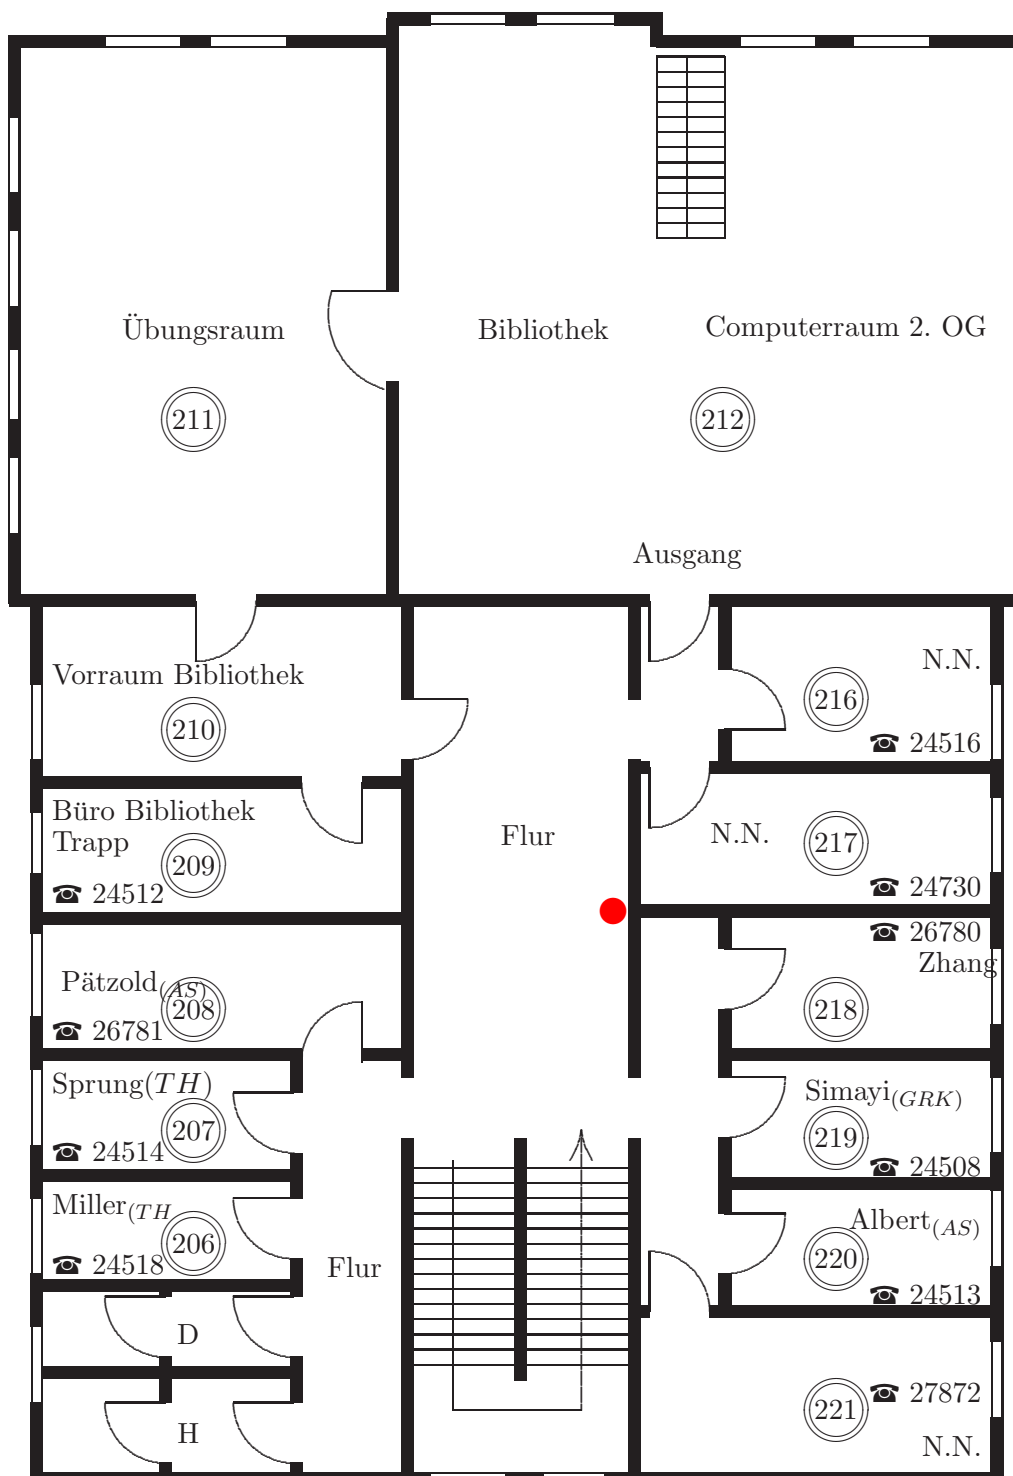 Übungsraum
Bibliothek
Computerraum 2. OG
211
212
Ausgang
Vorraum Bibliothek
210
N.N.
216
☎ 24516
Büro Bibliothek
Trapp
209
☎ 24512
Flur
N.N.
217
☎ 24730
Pätzold(AS)
208
☎ 26781
☎ 26780
Zhang
218
Sprung(TH)
207
☎ 24514
Simayi(GRK)
219
☎ 24508
Miller(TH
206
☎ 24518
Flur
Albert(AS)
220
☎ 24513
D
H
221
☎ 27872
N.N.